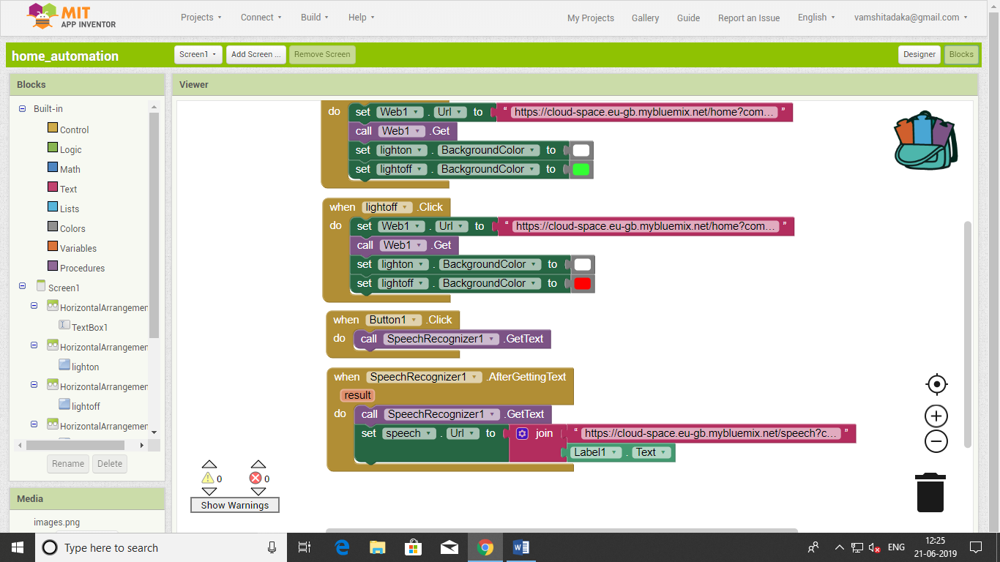 MIT
APP INVENTOR
Projects Connect Build Help My Projects Gallery Guide Report an Issue English vamshitadaka@gmail.com
home_automation Screen1 Add Screen ... Remove Screen Designer Blocks
Blocks
Viewer
Built-in
Control
Logic
Math
Text
Lists
Colors
Variables
Procedures
Screen1
HorizontalArrangemen
TextBox1
HorizontalArrangemen
lighton
HorizontalArrangemen
lightoff
HorizontalArrangemen
Rename Delete
Media
images.png
do set Web1 . Url to “ https://cloud-space.eu-gb.mybluemix.net/home?com... ”
call Web1 .Get
set lighton . BackgroundColor to
set lightoff . BackgroundColor to
when lightoff .Click
do set Web1 . Url to “ https://cloud-space.eu-gb.mybluemix.net/home?com... ”
call Web1 .Get
set lighton . BackgroundColor to
set lightoff . BackgroundColor to
when Button1 .Click
do call SpeechRecognizer1 .GetText
when SpeechRecognizer1 .AfterGettingText
result
do call SpeechRecognizer1 .GetText
set speech . Url to join “ https://cloud-space.eu-gb.mybluemix.net/speech?c... ”
Label1 . Text
0 0
Show Warnings
Type here to search
ENG
12:25
21-06-2019